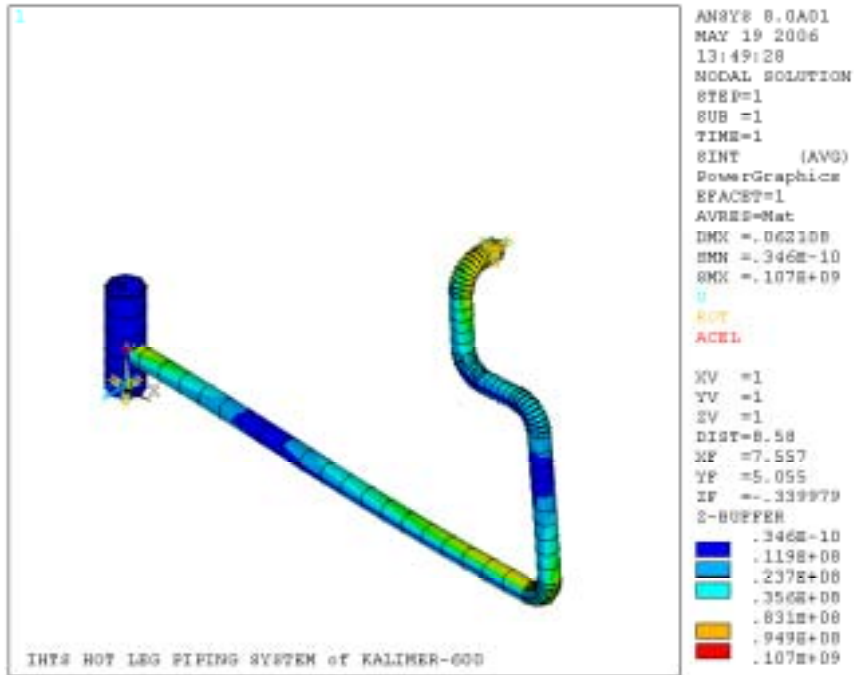 1
ANSYS 8.0A01
MAY 19 2006
13:49:28
NODAL SOLUTION
STEP=1
SUB =1
TIME=1
SINT (AVG)
PowerGraphics
EFACET=1
AVRES=Mat
DMX =.062108
SMN =.346E-10
SMX =.107E+09
U
ROT
ACEL
XV =1
YV =1
ZV =1
DIST=8.58
XF =7.557
YF =5.055
ZF =-.339979
Z-BUFFER
.346E-10
.119E+08
.237E+08
.356E+08
.831E+08
.949E+08
.107E+09
X
IHTS HOT LEG PIPING SYSTEM of KALIMER-600